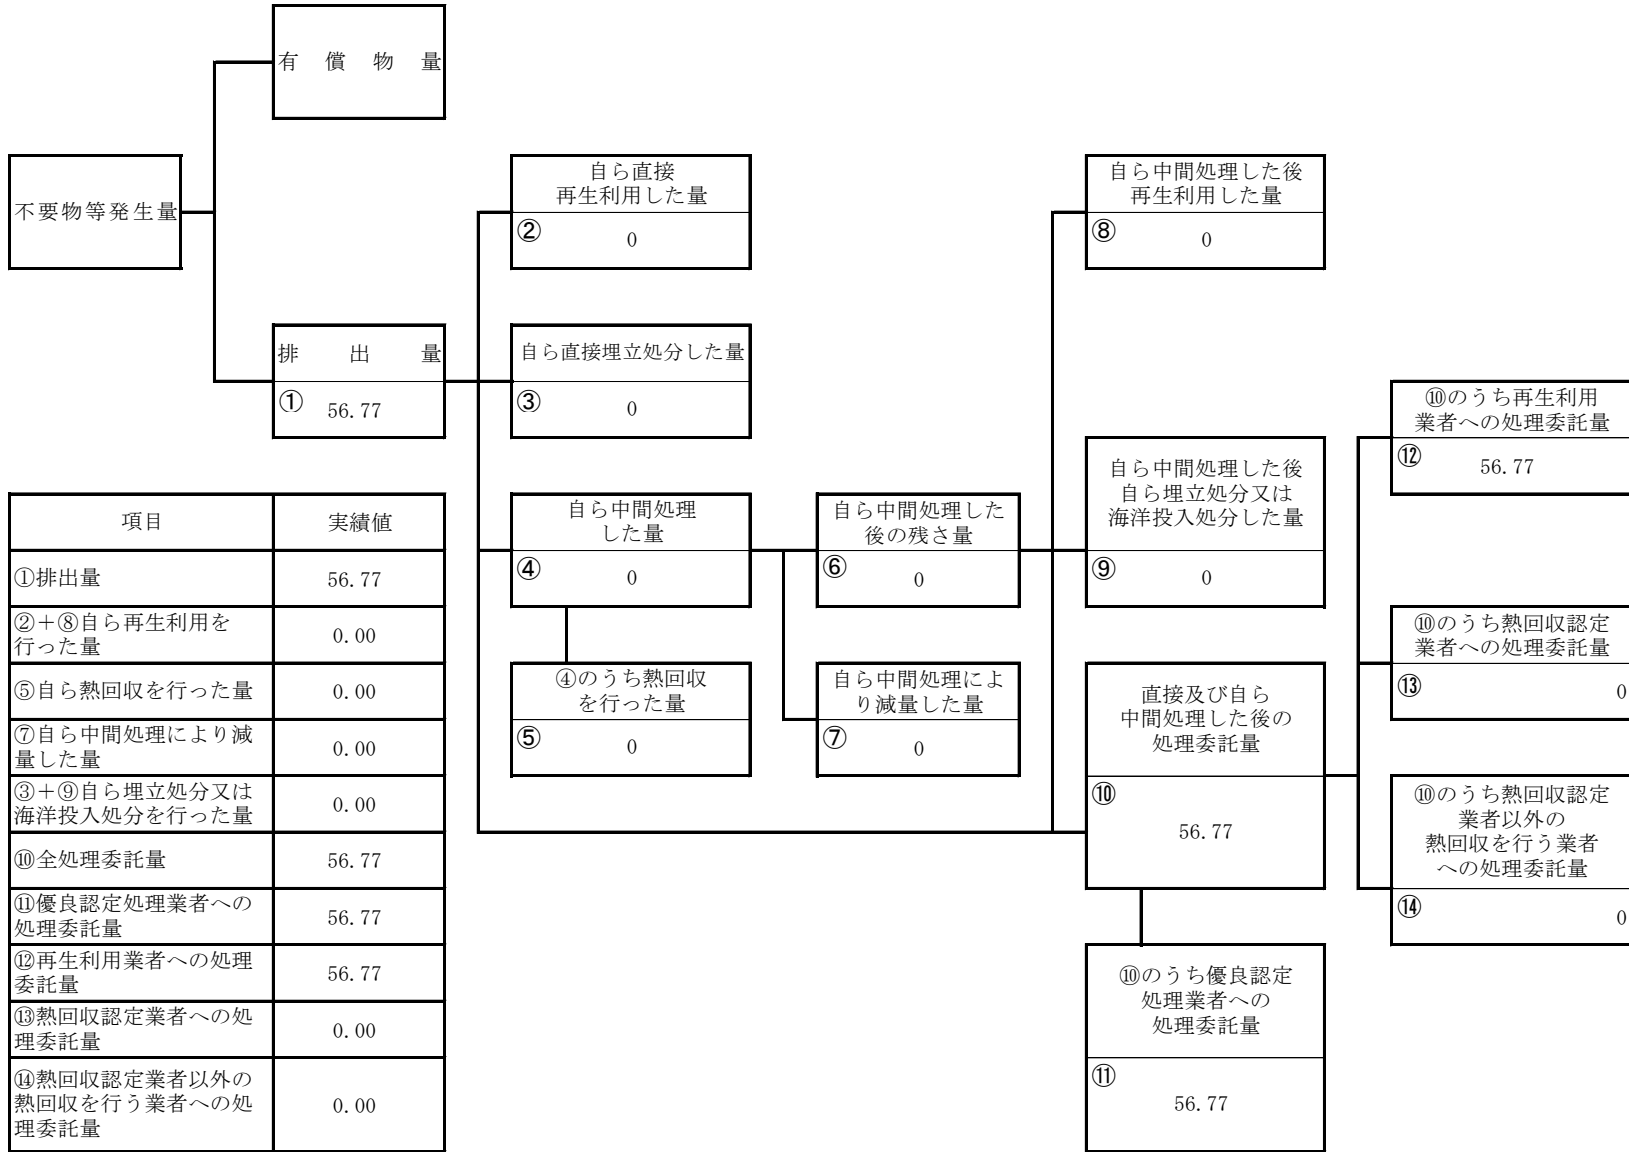 有償物量
不要物等発生量
排出量
① 56.77
自ら直接
再生利用した量
② 0
自ら直接埋立処分した量
③ 0
自ら中間処理
した量
④ 0
④のうち熱回収
を行った量
⑤ 0
自ら中間処理した
後の残さ量
⑥ 0
自ら中間処理によ
り減量した量
⑦ 0
自ら中間処理した後
再生利用した量
⑧ 0
自ら中間処理した後
自ら埋立処分又は
海洋投入処分した量
⑨ 0
直接及び自ら
中間処理した後の
処理委託量
⑩
56.77
⑩のうち優良認定
処理業者への
処理委託量
⑪
56.77
⑩のうち再生利用
業者への処理委託量
⑫ 56.77
⑩のうち熱回収認定
業者への処理委託量
⑬ 0
⑩のうち熱回収認定
業者以外の
熱回収を行う業者
への処理委託量
⑭ 0
項目 実績値
①排出量 56.77
②+⑧自ら再生利用を
行った量 0.00
⑤自ら熱回収を行った量 0.00
⑦自ら中間処理により減
量した量 0.00
③+⑨自ら埋立処分又は
海洋投入処分を行った量 0.00
⑩全処理委託量 56.77
⑪優良認定処理業者への
処理委託量 56.77
⑫再生利用業者への処理
委託量 56.77
⑬熱回収認定業者への処
理委託量 0.00
⑭熱回収認定業者以外の
熱回収を行う業者への処 0.00
理委託量